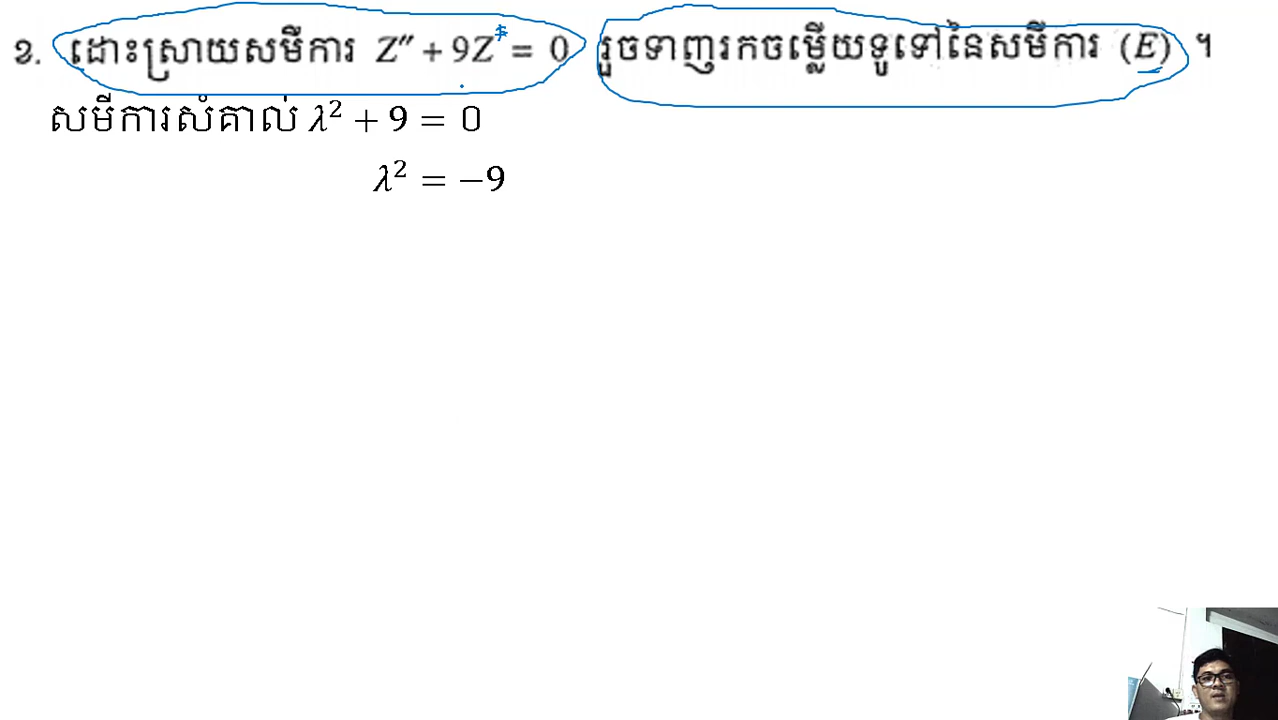 ខ. ដោះស្រាយសមីការ Z″ + 9Z = 0 រួចទាញរកចម្លើយទូទៅនៃសមីការ (E) ។
សមីការសំគាល់ λ² + 9 = 0
λ² = −9